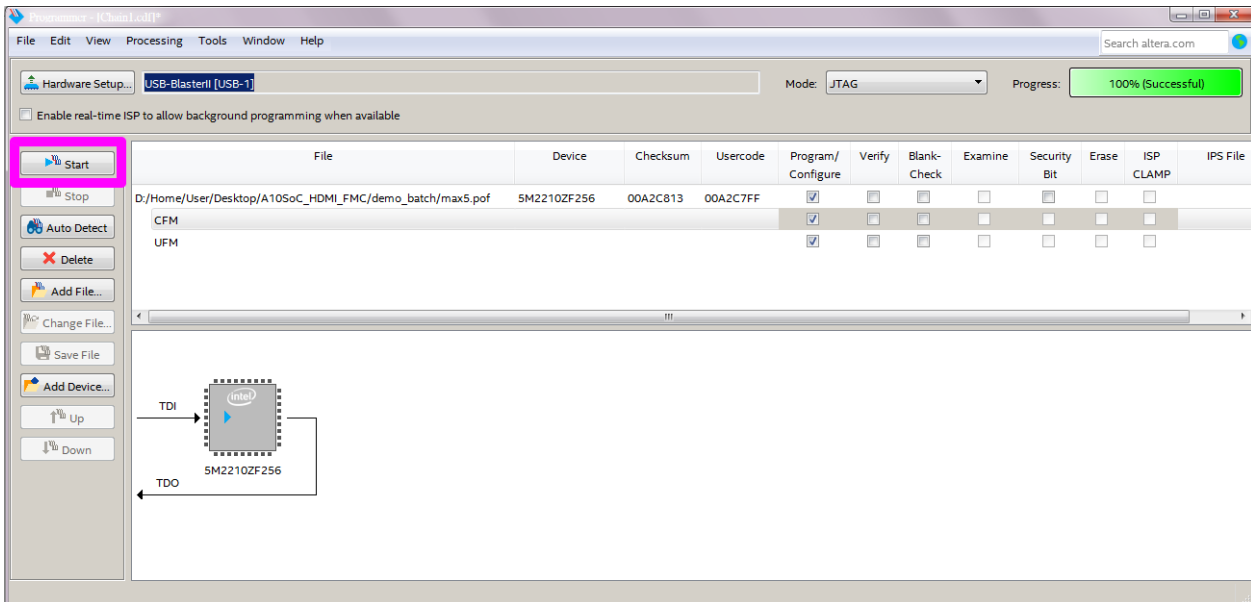 Programmer - [Chain1.cdf]*
File Edit View Processing Tools Window Help
Search altera.com
Hardware Setup... USB-BlasterII [USB-1] Mode: JTAG Progress: 100% (Successful)
Enable real-time ISP to allow background programming when available
Start
Stop
Auto Detect
Delete
Add File...
Change File...
Save File
Add Device...
Up
Down
File Device Checksum Usercode Program/ Verify Blank- Examine Security Erase ISP IPS File
Configure Check Bit CLAMP
D:/Home/User/Desktop/A10SoC_HDMI_FMC/demo_batch/max5.pof 5M2210ZF256 00A2C813 00A2C7FF
CFM
UFM
TDI
intel
5M2210ZF256
TDO